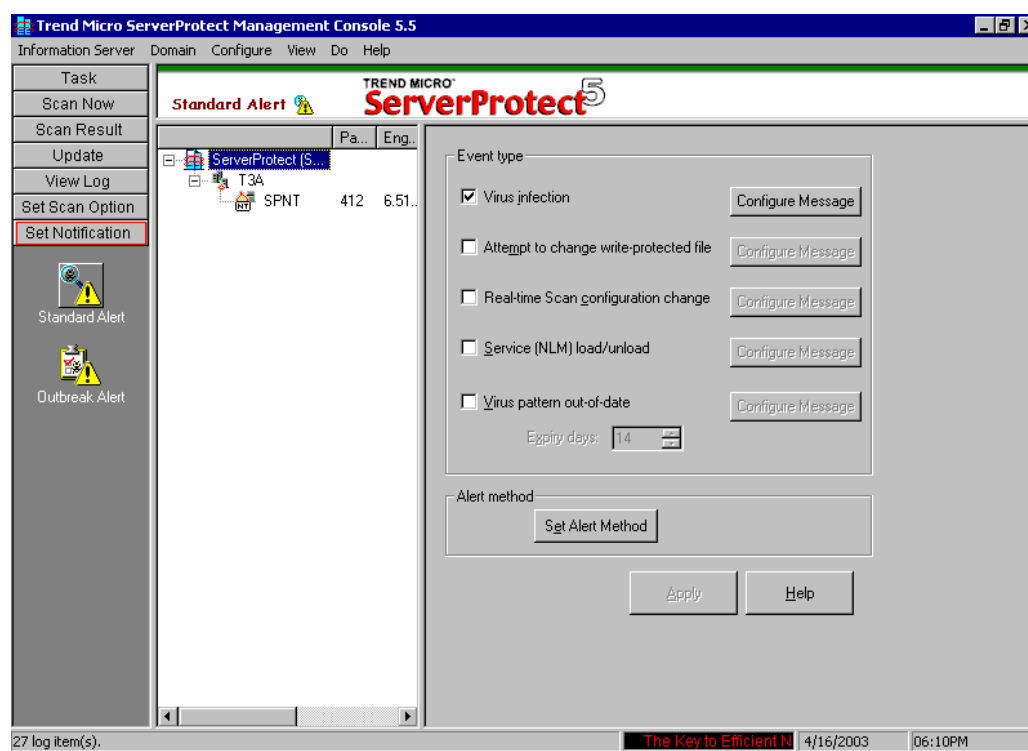 Trend Micro ServerProtect Management Console 5.5
Information Server Domain Configure View Do Help
Task
Scan Now
Scan Result
Update
View Log
Set Scan Option
Set Notification
Standard Alert
Outbreak Alert
Standard Alert
TREND MICRO™
ServerProtect5
Pa... Eng..
ServerProtect (S...
T3A
NT SPNT 412 6.51..
Event type
Virus infection Configure Message
Attempt to change write-protected file Configure Message
Real-time Scan configuration change Configure Message
Service (NLM) load/unload Configure Message
Virus pattern out-of-date Configure Message
Expiry days: 14
Alert method
Set Alert Method
Apply Help
27 log item(s). The Key to Efficient N 4/16/2003 06:10PM